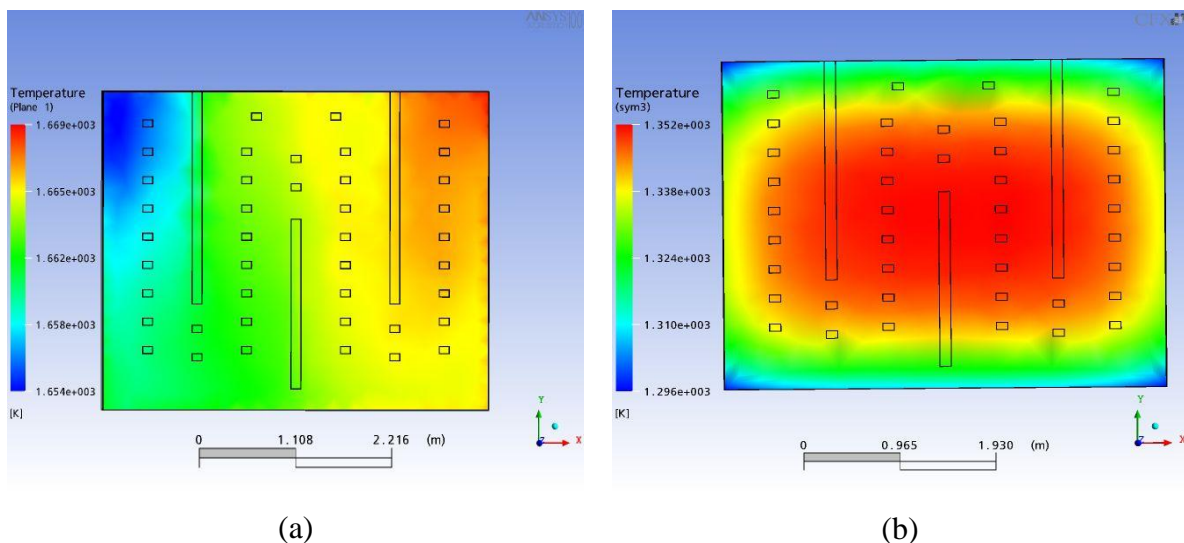 ANSYS
Temperature
(Plane 1)
1.669e+003
1.665e+003
1.662e+003
1.658e+003
1.654e+003
[K]
0 1.108 2.216 (m)
Y
Z X
(a)
Temperature
(sym3)
1.352e+003
1.338e+003
1.324e+003
1.310e+003
1.296e+003
[K]
0 0.965 1.930 (m)
Y
Z X
(b)